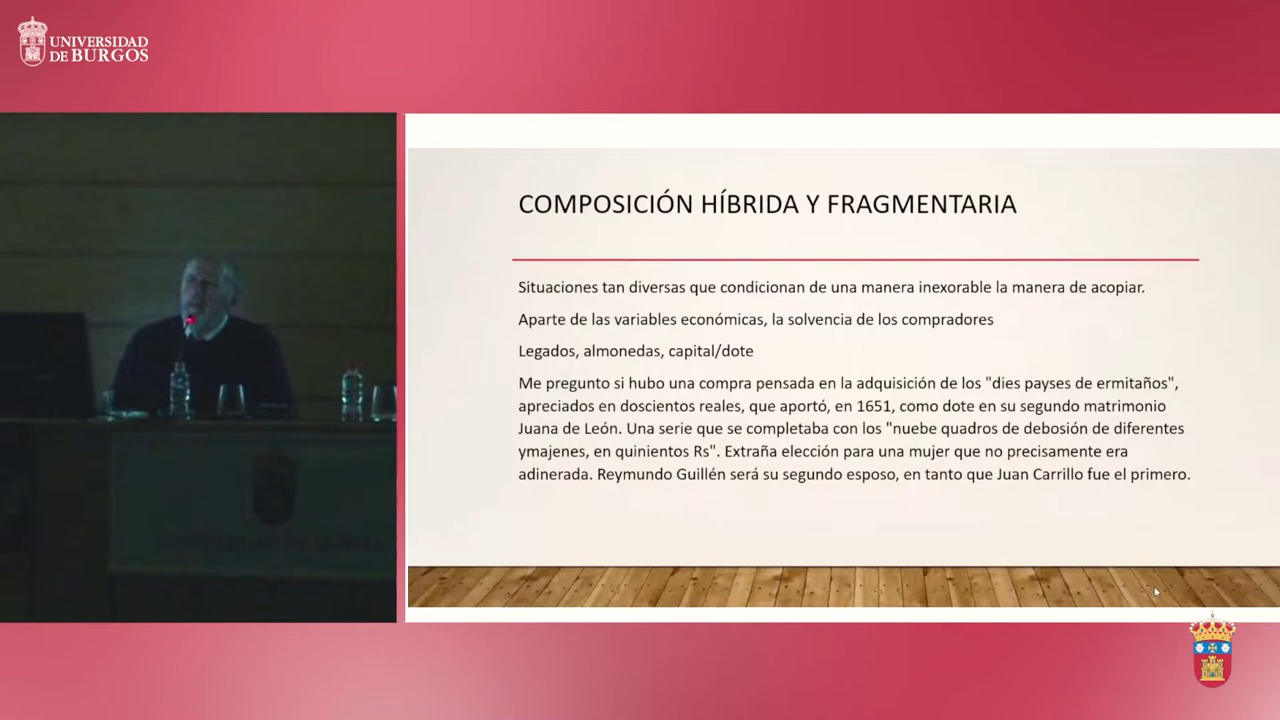 UNIVERSIDAD
DE BURGOS
COMPOSICIÓN HÍBRIDA Y FRAGMENTARIA
Situaciones tan diversas que condicionan de una manera inexorable la manera de acopiar.
Aparte de las variables económicas, la solvencia de los compradores
Legados, almonedas, capital/dote
Me pregunto si hubo una compra pensada en la adquisición de los "dies payses de ermitaños",
apreciados en doscientos reales, que aportó, en 1651, como dote en su segundo matrimonio
Juana de León. Una serie que se completaba con los "nuebe quadros de debosión de diferentes
ymajenes, en quinientos Rs". Extraña elección para una mujer que no precisamente era
adinerada. Reymundo Guillén será su segundo esposo, en tanto que Juan Carrillo fue el primero.